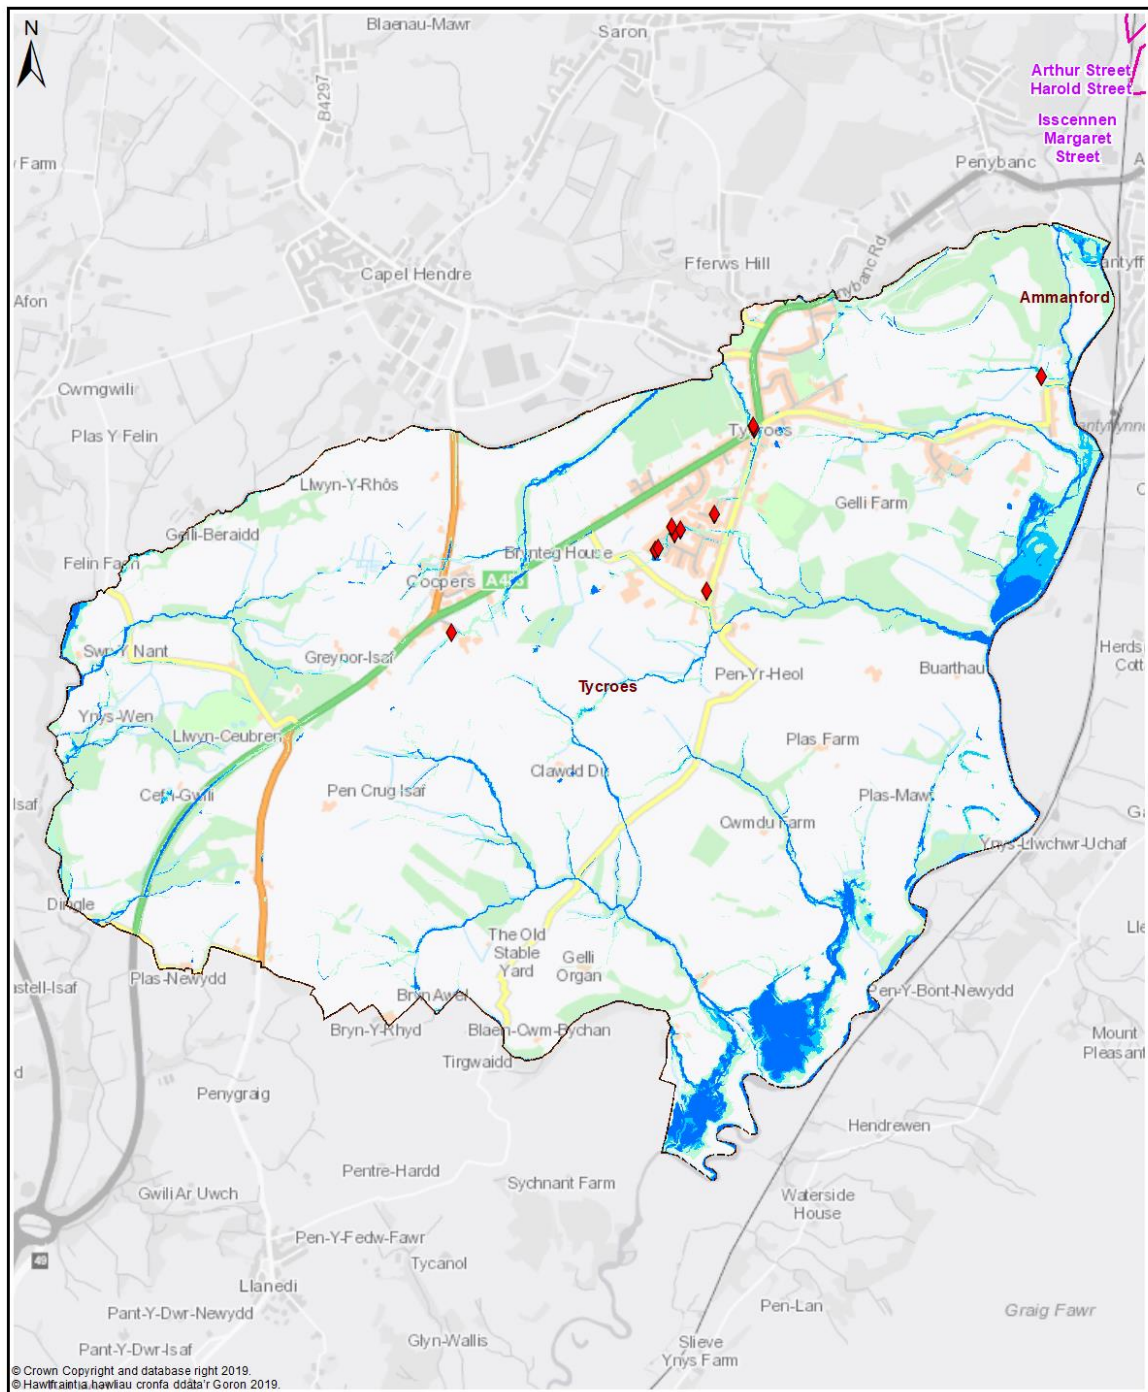 N
Blaenau-Mawr
Saron
B4297
Arthur Street
Harold Street
Isscennen
Margaret
Street
Farm
Penybanc
Capel Hendre
Fferws Hill
Penybanc Rd
Afon
Ammanford
Cwmgwili
Plas Y Felin
Tycroes
Llwyn-Y-Rhôs
Gelli Farm
Gelli-Beraidd
Felin Fach
Brynteg House
Coopers
Swn Y Nant
Greynor-Isaf
Buarthau
Tycroes
Pen-Yr-Heol
Ynys-Wen
Llwyn-Ceubren
Plas Farm
Clawdd Du
Cefn-Gwili
Pen Crug Isaf
Plas-Mawr
Cwmdu Farm
Ynys-Llwchwr-Uchaf
Dingle
The Old
Stable
Yard
Gelli
Organ
Plas-Newydd
Bryn Awel
Pen-Y-Bont-Newydd
Bryn-Y-Rhyd
Blaen-Cwm-Bychan
Tirgwaidd
Mount
Pleasant
Penygraig
Hendrewen
Pentre-Hardd
Sychnant Farm
Gwili Ar Uwch
Waterside
House
Pen-Y-Fedw-Fawr
49
Tycanol
Llanedi
Pant-Y-Dwr-Newydd
Pen-Lan
Graig Fawr
Glyn-Wallis
Pant-Y-Dwr-Isaf
Slieve
Ynys Farm
© Crown Copyright and database right 2019.
© Hawlfraint a hawliau cronfa ddata'r Goron 2019.